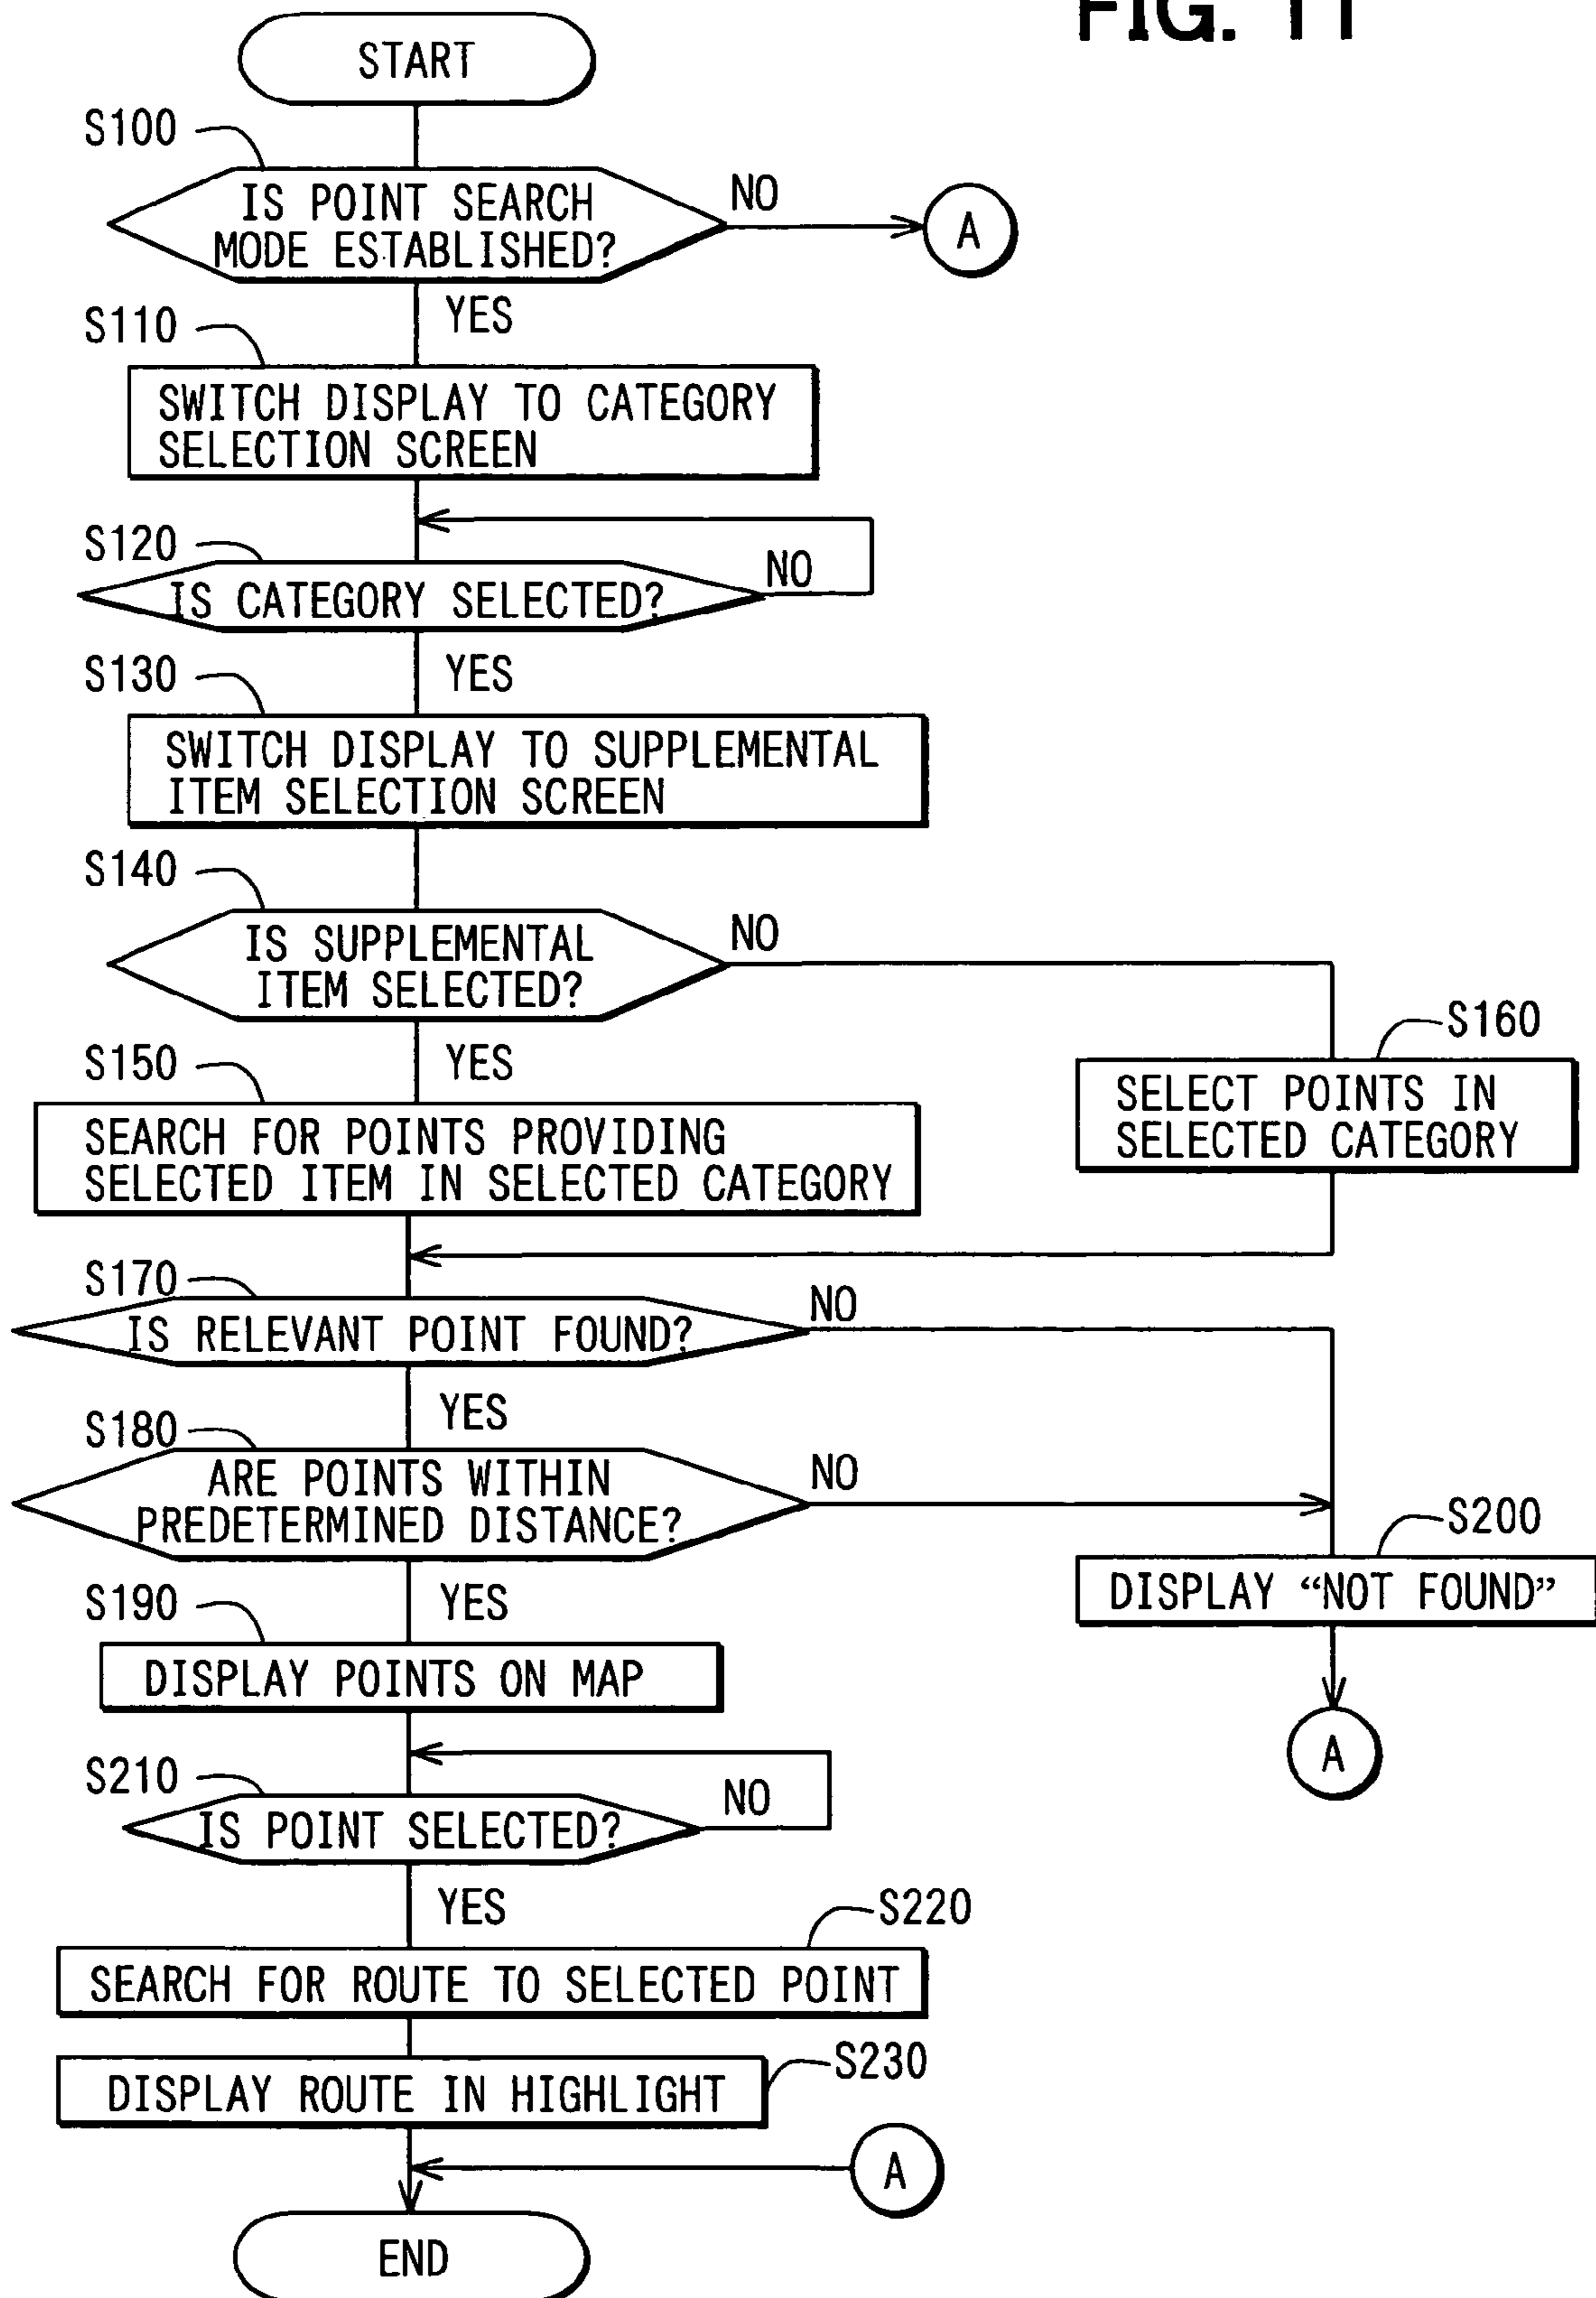 FIG. 11
START
S100
IS POINT SEARCH
MODE ESTABLISHED?
NO
A
YES
S110
SWITCH DISPLAY TO CATEGORY
SELECTION SCREEN
S120
IS CATEGORY SELECTED?
NO
YES
S130
SWITCH DISPLAY TO SUPPLEMENTAL
ITEM SELECTION SCREEN
S140
IS SUPPLEMENTAL
ITEM SELECTED?
NO
YES
S160
SELECT POINTS IN
SELECTED CATEGORY
S150
SEARCH FOR POINTS PROVIDING
SELECTED ITEM IN SELECTED CATEGORY
S170
IS RELEVANT POINT FOUND?
NO
YES
S180
ARE POINTS WITHIN
PREDETERMINED DISTANCE?
NO
YES
S200
DISPLAY “NOT FOUND”
A
S190
DISPLAY POINTS ON MAP
S210
IS POINT SELECTED?
NO
YES
S220
SEARCH FOR ROUTE TO SELECTED POINT
S230
DISPLAY ROUTE IN HIGHLIGHT
A
END